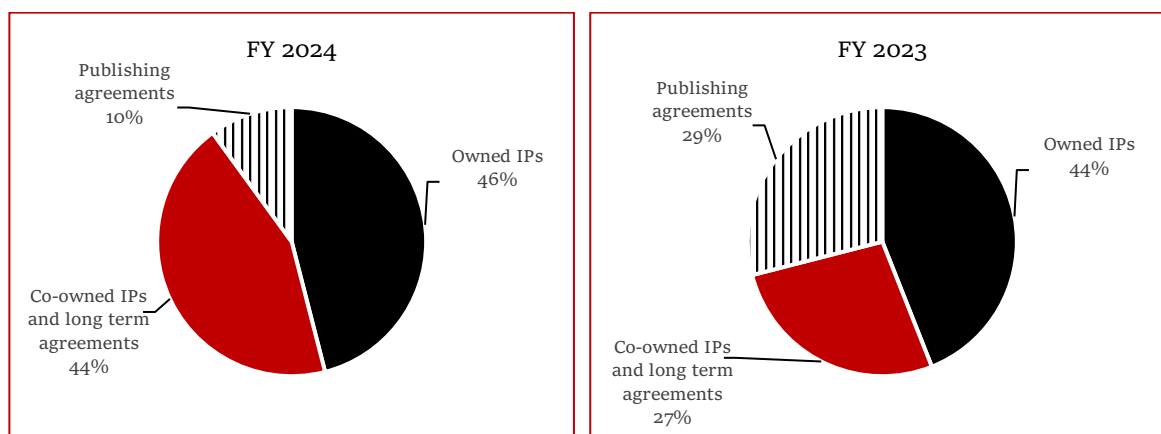 FY 2024
Publishing
agreements
10%
Owned IPs
46%
Co-owned IPs
and long term
agreements
44%
FY 2023
Publishing
agreements
29%
Owned IPs
44%
Co-owned IPs
and long term
agreements
27%